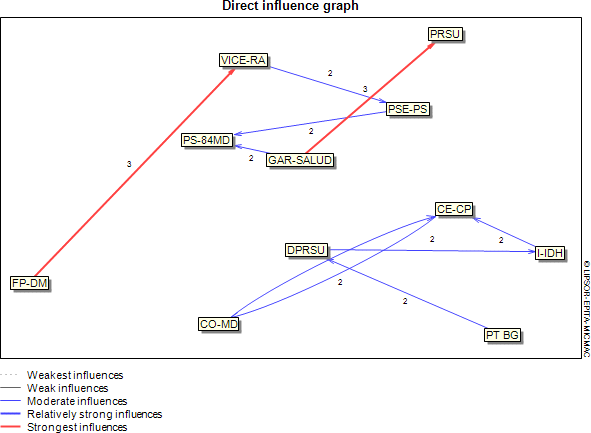 Direct influence graph
PRSU
VICE-RA
2
3
PSE-PS
PS-84MD
2
2
GAR-SALUD
3
CE-CP
DPRSU
2
2
I-IDH
FP-DM
2
2
CO-MD
PT BG
© LIPSOR-EPITA-MICMAC
Weakest influences
Weak influences
Moderate influences
Relatively strong influences
Strongest influences